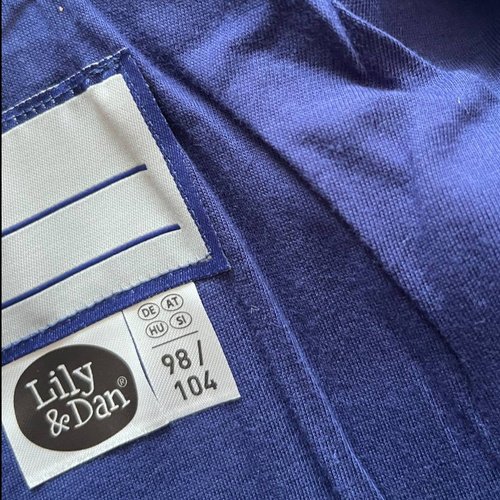 Lily
&Dan®
DE AT
HU SI
98/
104